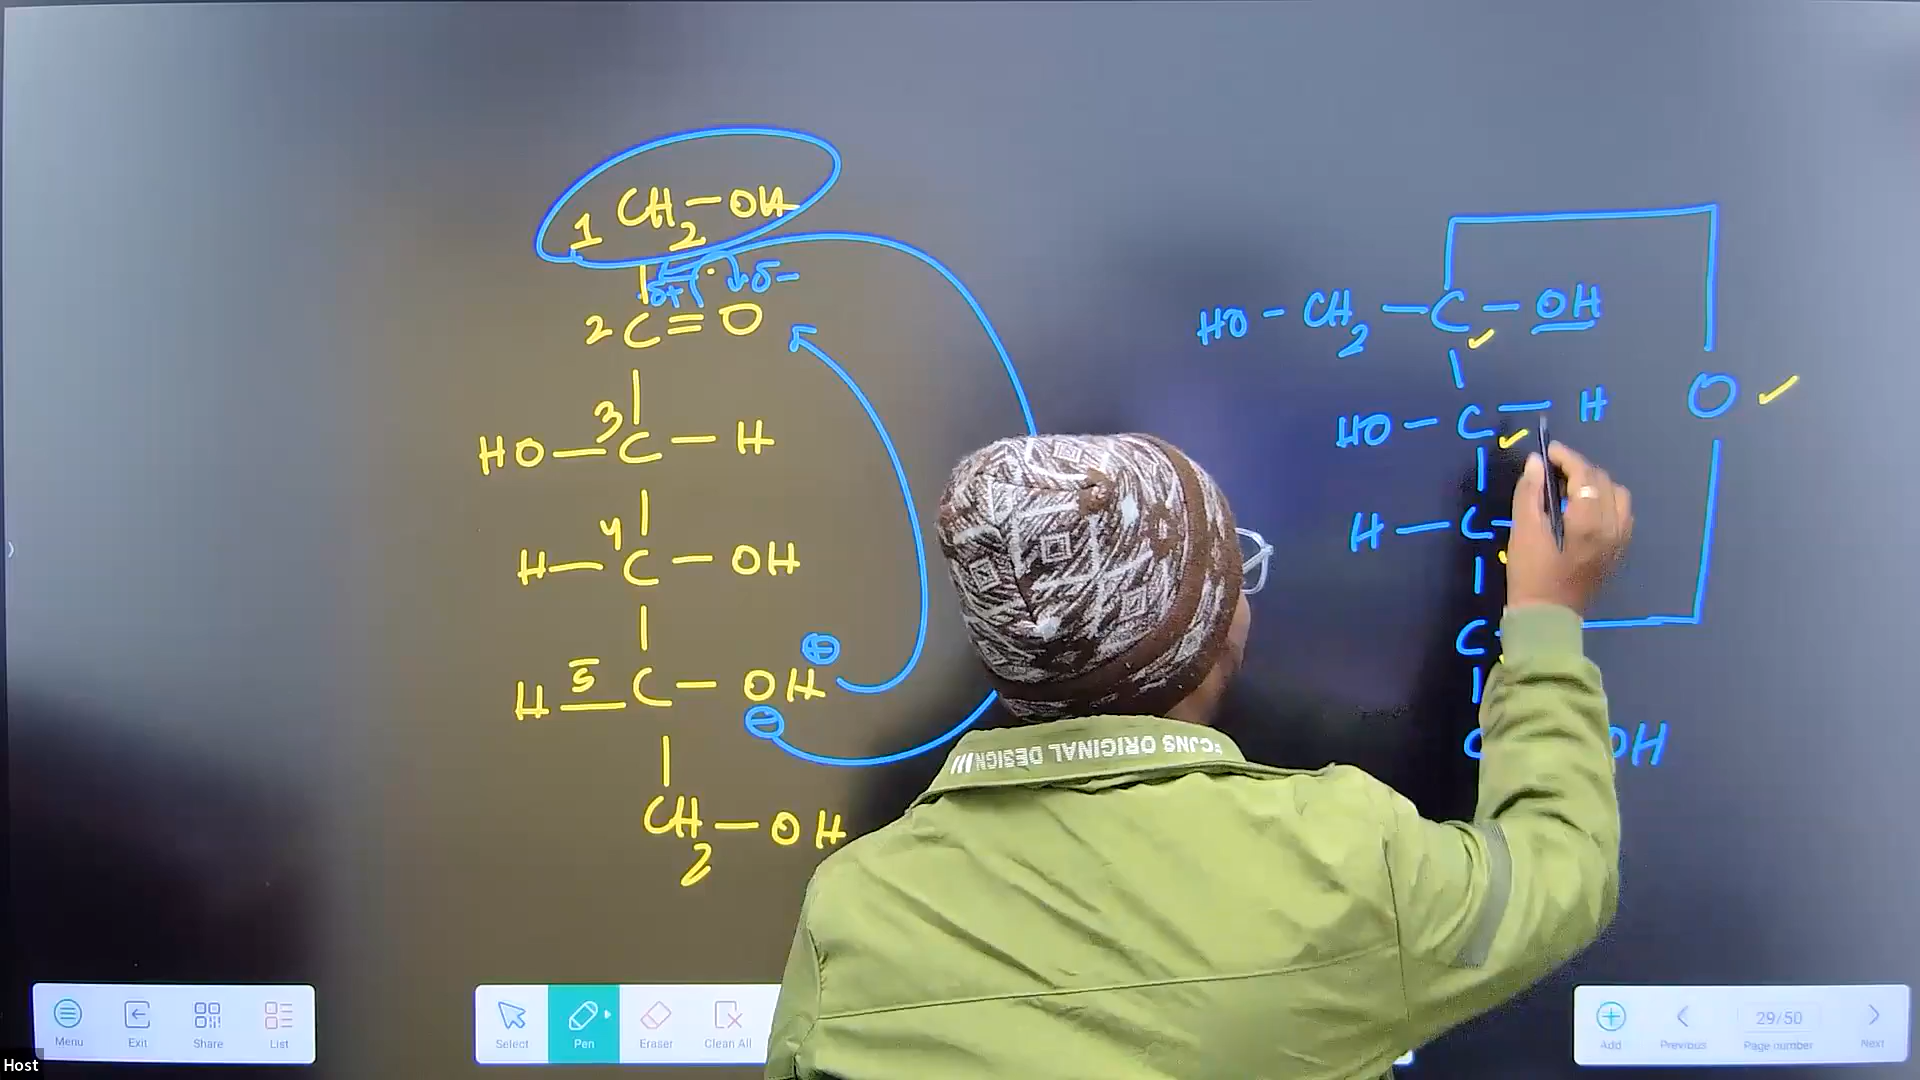 1 CH2-OH
δ+ δ-
2 C=O
HO-3C-H
H-4C-OH
⊕
H 5 C-OH
⊖
CH2-OH
HO-CH2-C-OH
HO-C-H
O
H-C-
C
OH
CJNS ORIGINAL DESIGN
Menu
Exit
Share
List
Select
Pen
Eraser
Clean All
Add
Previous
29/50
Page number
Next
Host